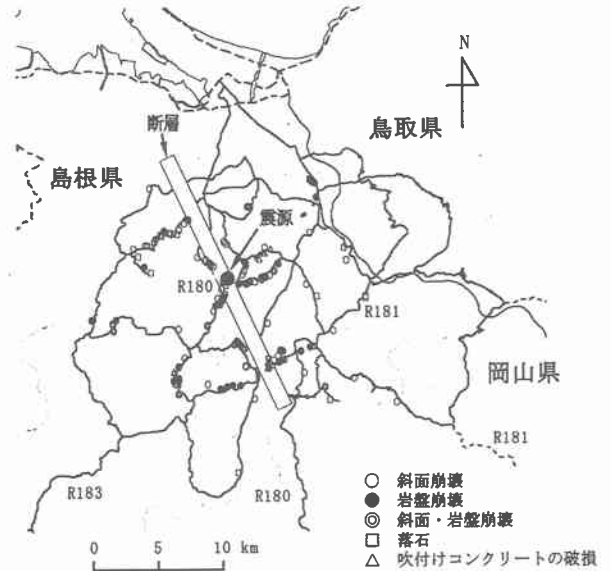 N
鳥取県
断層
島根県
震源
R180
R181
岡山県
R181
R183
R180
○ 斜面崩壊
● 岩盤崩壊
◎ 斜面・岩盤崩壊
□ 落石
△ 吹付けコンクリートの破損
0 5 10 km